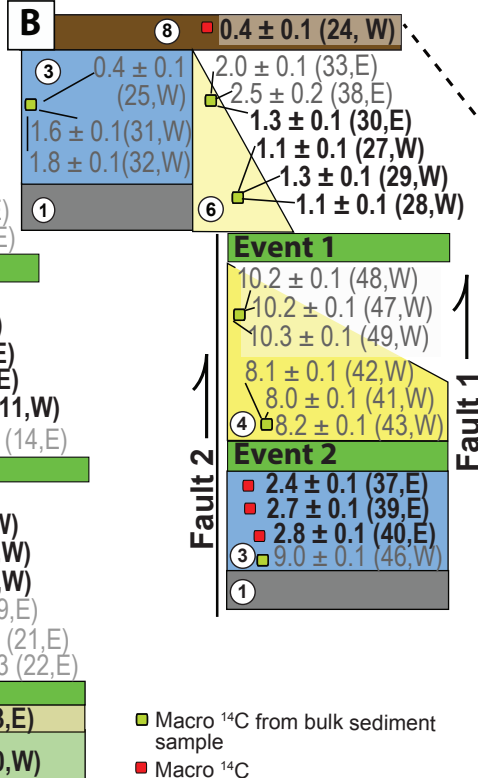 B
8
0.4 ± 0.1 (24, W)
3
0.4 ± 0.1
(25,W)
1.6 ± 0.1(31,W)
1.8 ± 0.1(32,W)
1
2.0 ± 0.1 (33,E)
2.5 ± 0.2 (38,E)
1.3 ± 0.1 (30,E)
1.1 ± 0.1 (27,W)
1.3 ± 0.1 (29,W)
1.1 ± 0.1 (28,W)
6
Event 1
10.2 ± 0.1 (48,W)
10.2 ± 0.1 (47,W)
10.3 ± 0.1 (49,W)
8.1 ± 0.1 (42,W)
8.0 ± 0.1 (41,W)
4
8.2 ± 0.1 (43,W)
Event 2
2.4 ± 0.1 (37,E)
2.7 ± 0.1 (39,E)
2.8 ± 0.1 (40,E)
3
9.0 ± 0.1 (46,W)
1
Fault 2
Fault 1
)
E)
)
E)
E)
11,W)
(14,E)
W)
,W)
,W)
9,E)
(21,E)
3 (22,E)
3,E)
0,W)
Macro ¹⁴C from bulk sediment
sample
Macro ¹⁴C